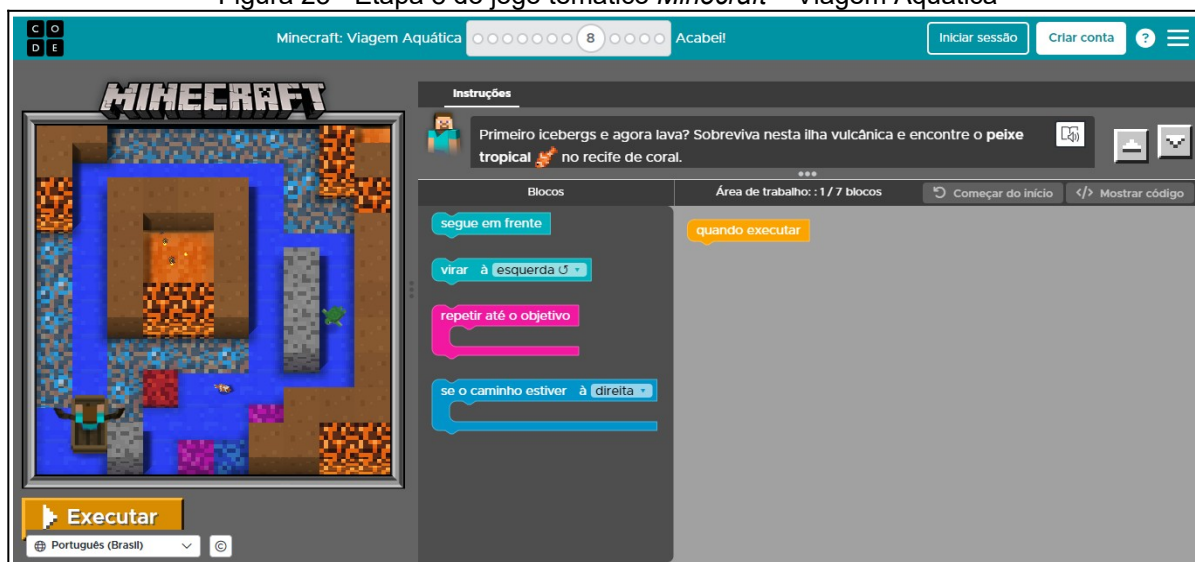 Figura 28 - Etapa 8 do jogo temático Minecraft – Viagem Aquática
CO
DE
Minecraft: Viagem Aquática
8
Acabei!
Iniciar sessão
Criar conta
?
MINECRAFT
Instruções
Primeiro icebergs e agora lava? Sobreviva nesta ilha vulcânica e encontre o peixe
tropical no recife de coral.
Blocos
Área de trabalho: : 1 / 7 blocos
Começar do início
</> Mostrar código
segue em frente
virar à esquerda
repetir até o objetivo
se o caminho estiver à direita
quando executar
Executar
Português (Brasil)
©